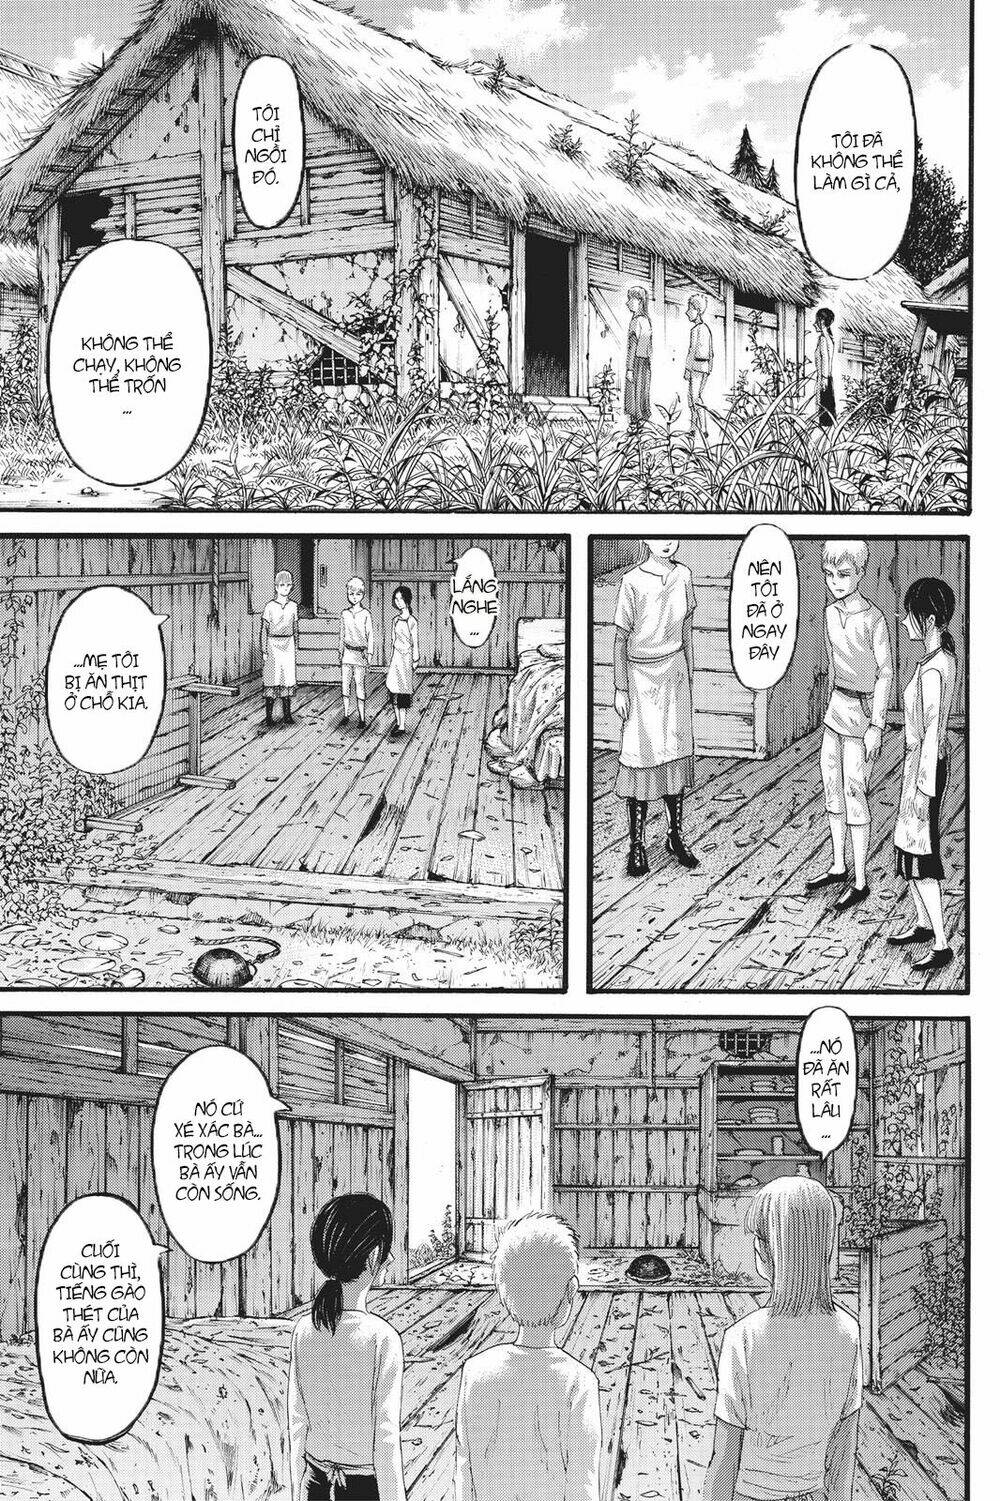 TÔI ĐÃ
KHÔNG THỂ
LÀM GÌ CẢ,
TÔI
CHỈ
NGỒI
ĐÓ.
KHÔNG THỂ
CHẠY, KHÔNG
THỂ TRỐN
...
NÊN
TÔI
ĐÃ Ở
NGAY
ĐÂY
LẮNG
NGHE
...
...MẸ TÔI
BỊ ĂN THỊT
Ở CHỖ KIA.
...NÓ
ĐÃ ĂN
RẤT
LÂU
...
NÓ CỨ
XÉ XÁC BÀ...
TRONG LÚC
BÀ ẤY VẪN
CÒN SỐNG.
CUỐI
CÙNG THÌ,
TIẾNG GÀO
THÉT CỦA
BÀ ẤY CŨNG
KHÔNG CÒN
NỮA.